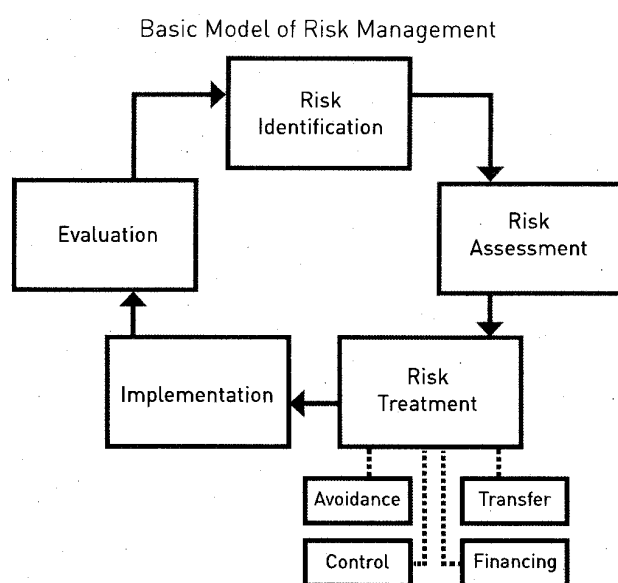 Basic Model of Risk Management
Risk
Identification
Risk
Assessment
Risk
Treatment
Implementation
Evaluation
Avoidance
Transfer
Control
Financing